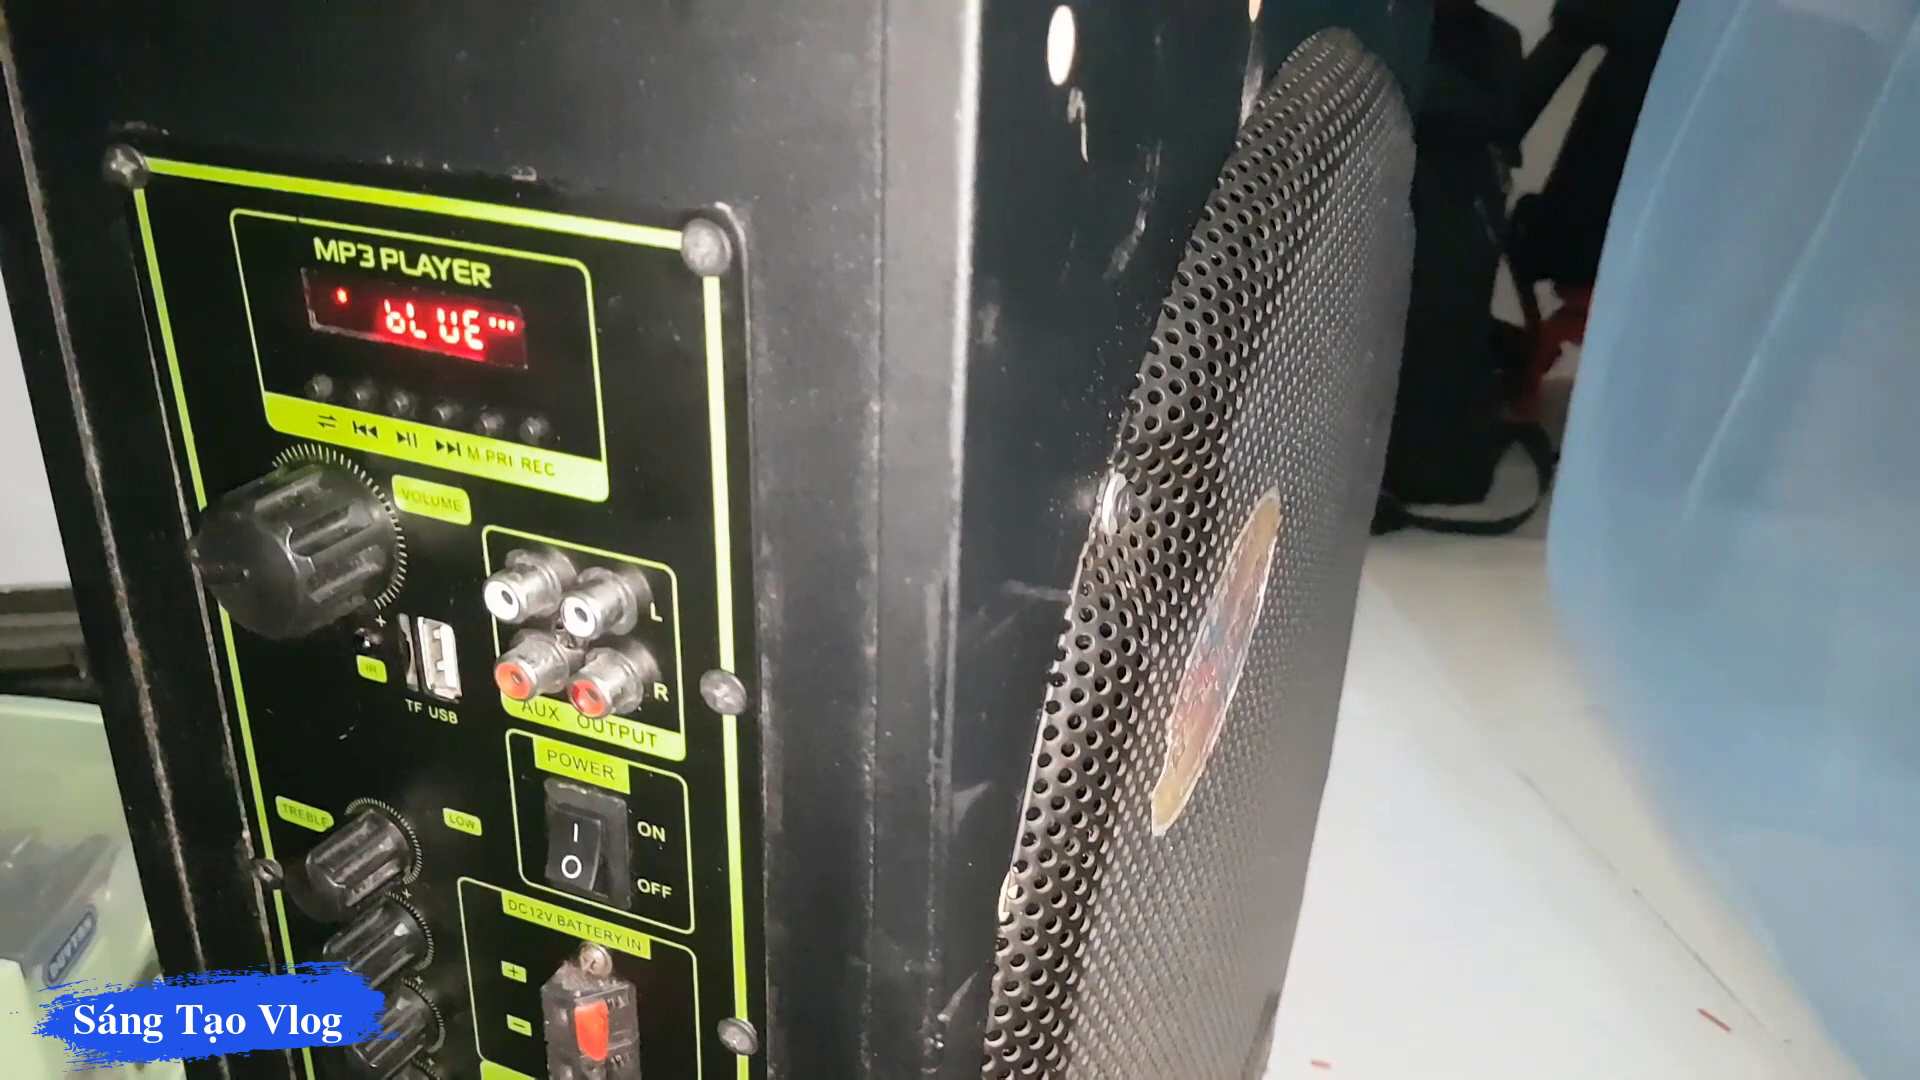 MP3 PLAYER
bLUE
M.PRI REC
VOLUME
L
IR
TF USB
R
AUX OUTPUT
POWER
ON
OFF
TREBLE
LOW
DC12V BATTERY IN
+
−
Sáng Tạo Vlog